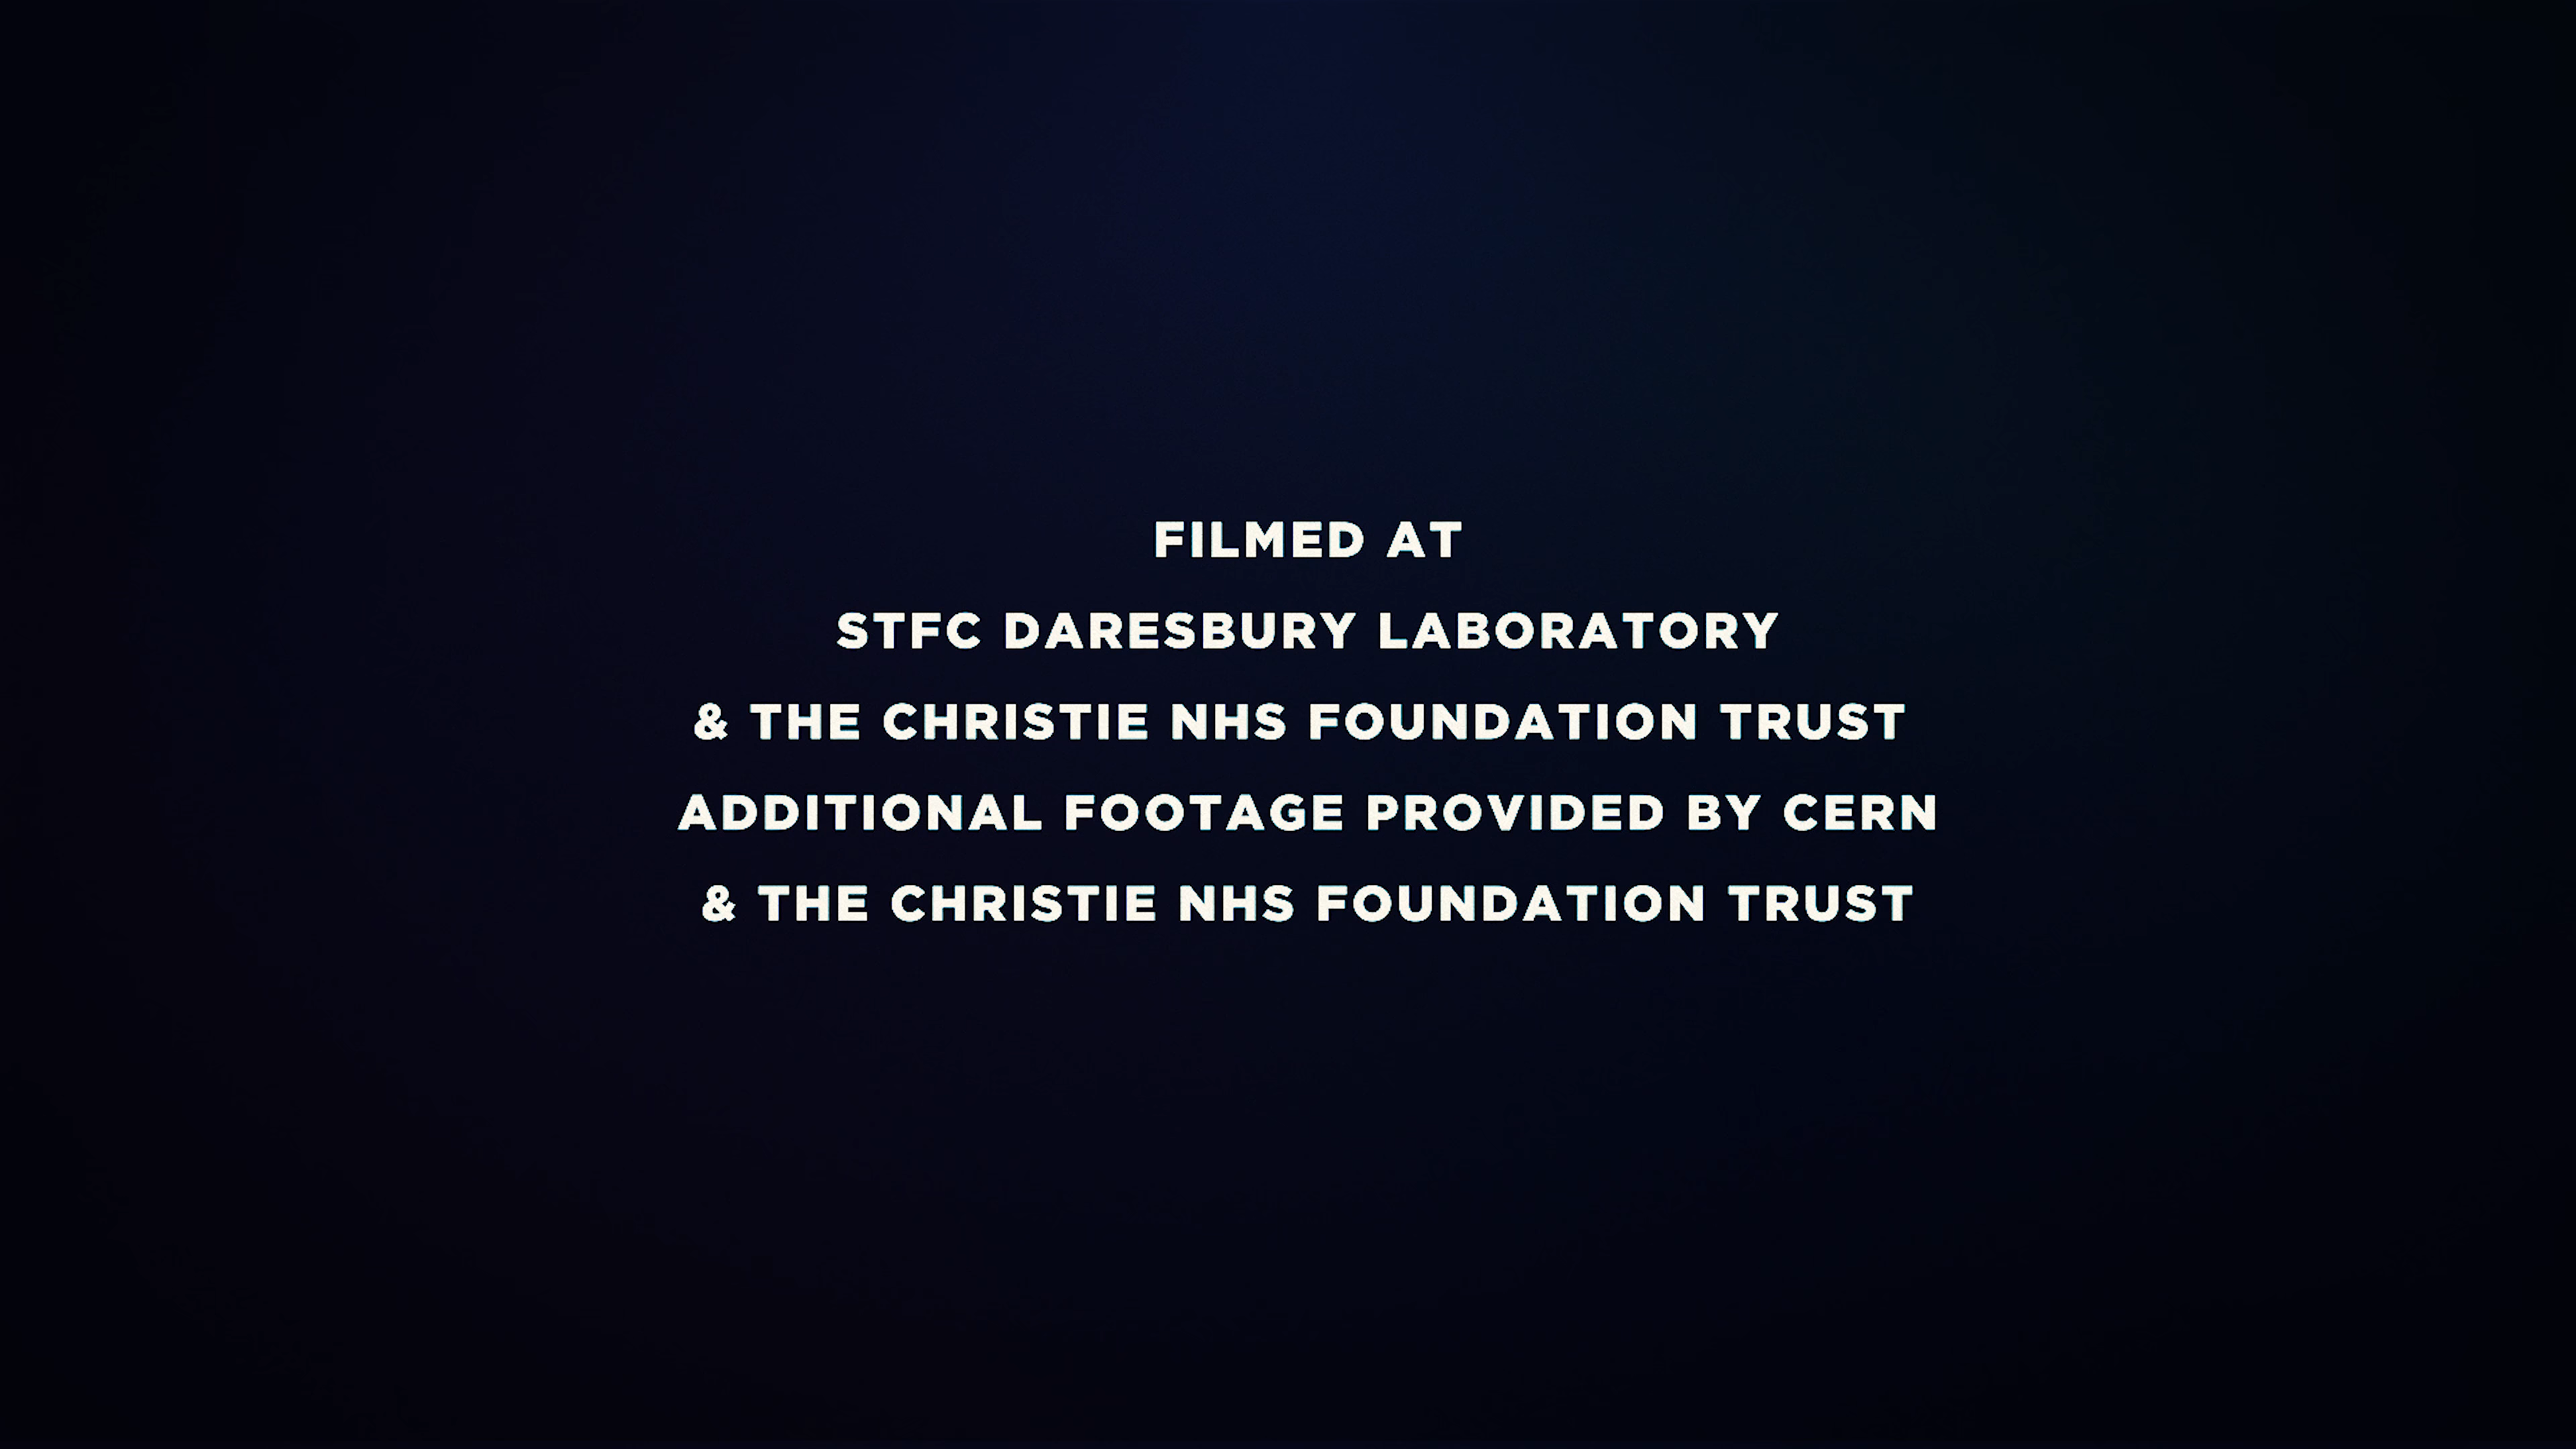 FILMED AT
STFC DARESBURY LABORATORY
& THE CHRISTIE NHS FOUNDATION TRUST
ADDITIONAL FOOTAGE PROVIDED BY CERN
& THE CHRISTIE NHS FOUNDATION TRUST